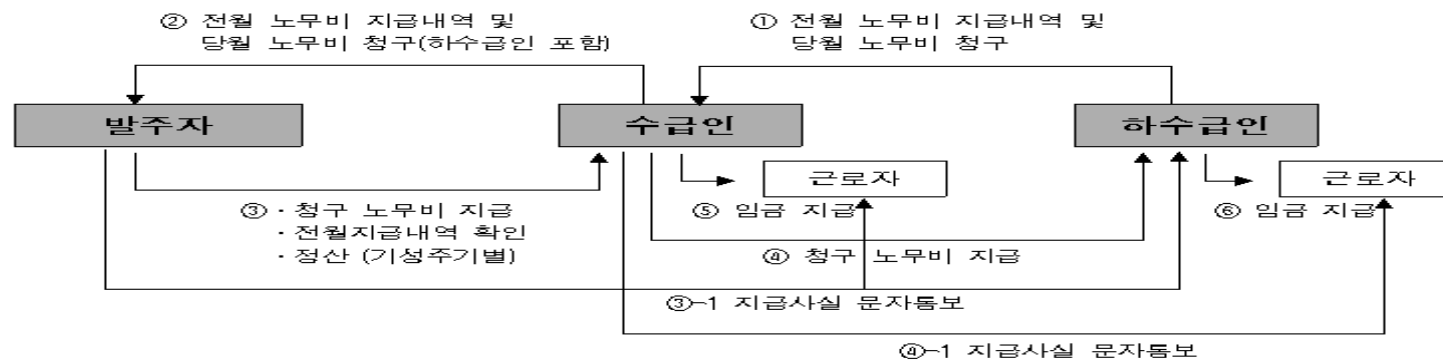 ② 전월 노무비 지급내역 및
당월 노무비 청구(하수급인 포함)
① 전월 노무비 지급내역 및
당월 노무비 청구
발주자
수급인
하수급인
근로자
근로자
③ · 청구 노무비 지급
· 전월지급내역 확인
· 정산 (기성주기별)
⑤ 임금 지급
⑥ 임금 지급
④ 청구 노무비 지급
③-1 지급사실 문자통보
④-1 지급사실 문자통보